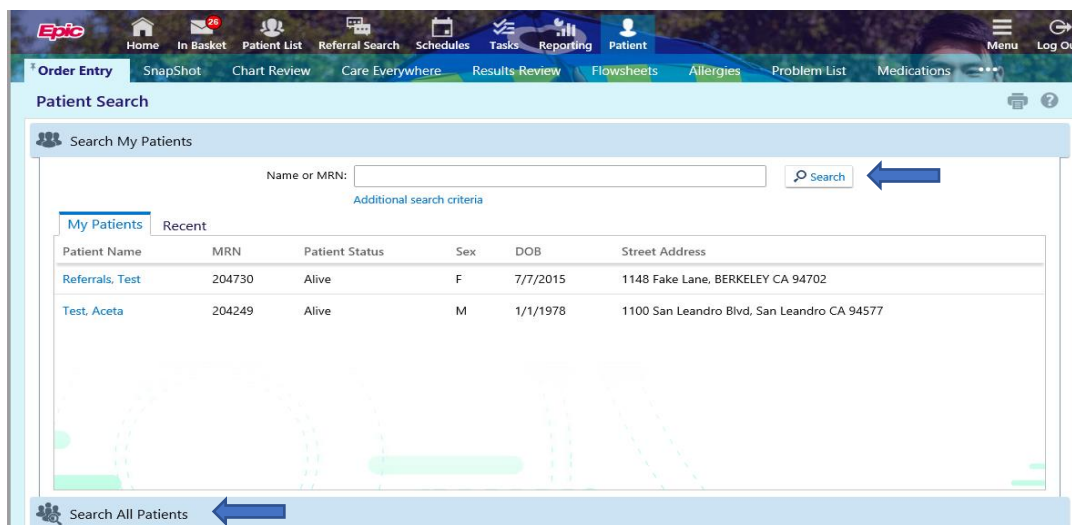 Epic
26
Home In Basket Patient List Referral Search Schedules Tasks Reporting Patient Menu Log Ou
Order Entry SnapShot Chart Review Care Everywhere Results Review Flowsheets Allergies Problem List Medications
Patient Search
Search My Patients
Name or MRN: Search
Additional search criteria
My Patients Recent
Patient Name MRN Patient Status Sex DOB Street Address
Referrals, Test 204730 Alive F 7/7/2015 1148 Fake Lane, BERKELEY CA 94702
Test, Aceta 204249 Alive M 1/1/1978 1100 San Leandro Blvd, San Leandro CA 94577
Search All Patients